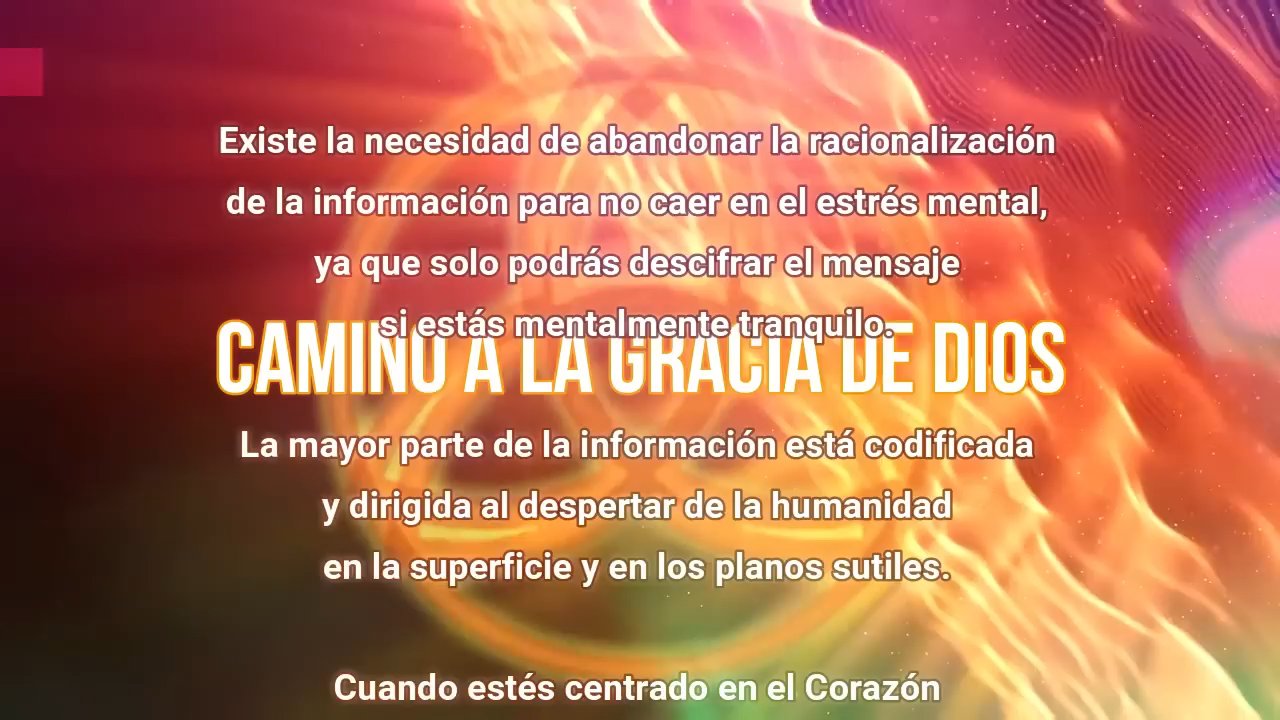 Existe la necesidad de abandonar la racionalización
de la información para no caer en el estrés mental,
ya que solo podrás descifrar el mensaje
si estás mentalmente tranquilo.
CAMINO A LA GRACIA DE DIOS
La mayor parte de la información está codificada
y dirigida al despertar de la humanidad
en la superficie y en los planos sutiles.
Cuando estés centrado en el Corazón